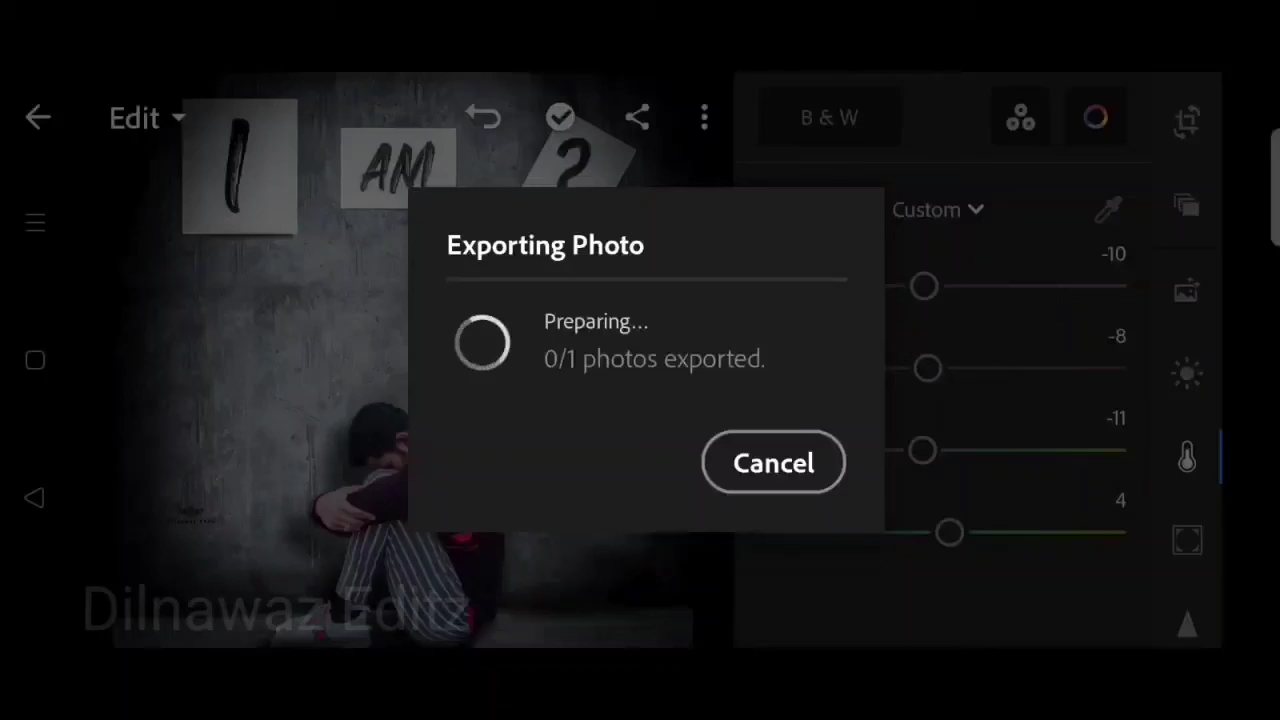 Edit
B & W
I
AM
?
Custom
-10
Exporting Photo
Preparing...
0/1 photos exported.
-8
-11
Cancel
4
Dilnawaz Editz